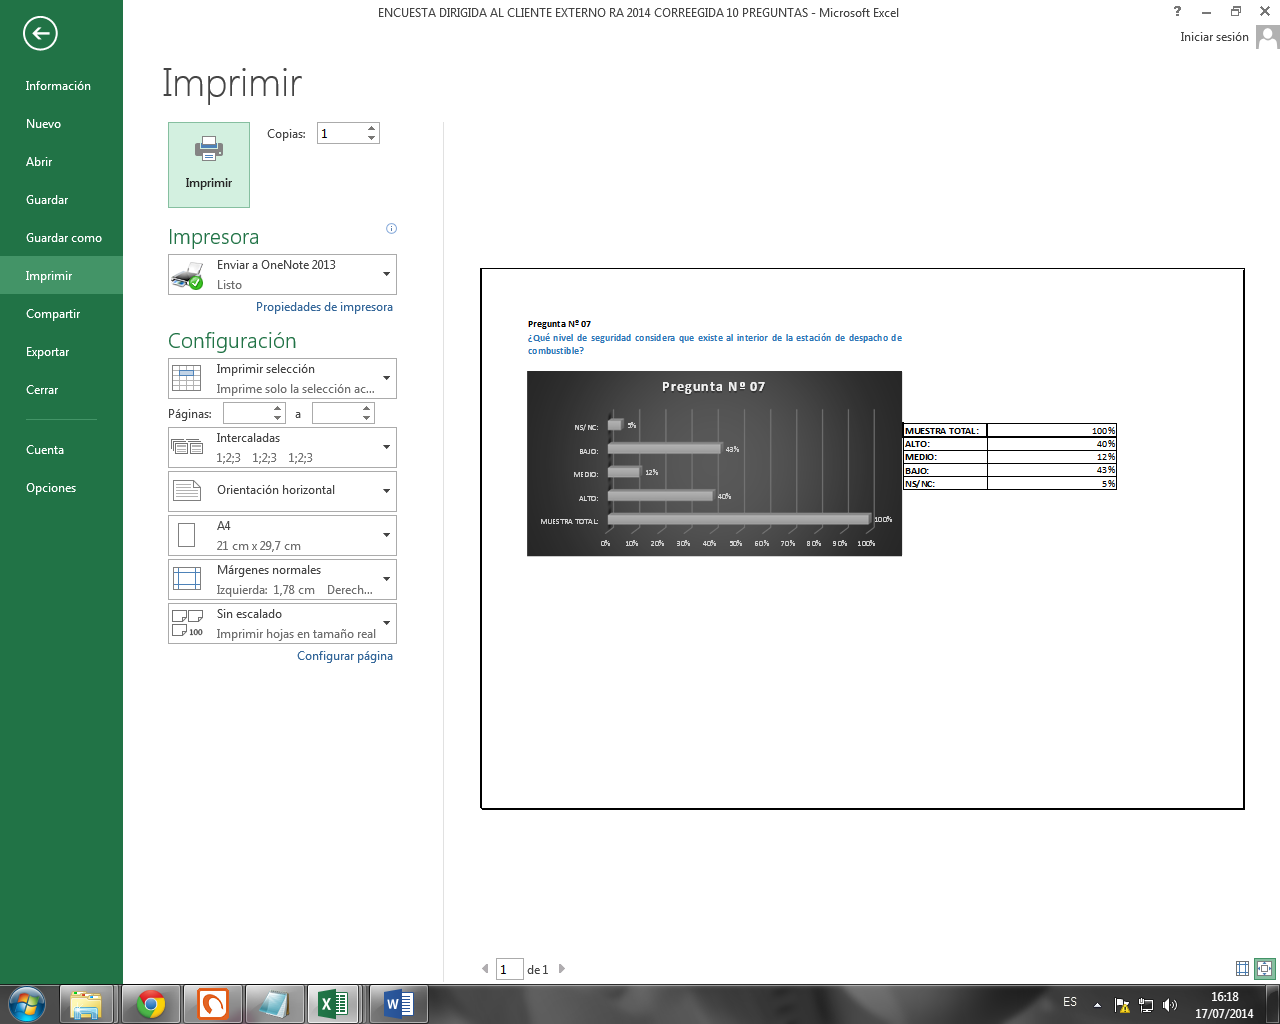 ENCUESTA DIRIGIDA AL CLIENTE EXTERNO RA 2014 CORREEGIDA 10 PREGUNTAS - Microsoft Excel
?
Iniciar sesión
Información
Nuevo
Abrir
Guardar
Guardar como
Imprimir
Compartir
Exportar
Cerrar
Cuenta
Opciones
Imprimir
Imprimir
Copias: 1
Impresora
Enviar a OneNote 2013
Listo
Propiedades de impresora
Configuración
Imprimir selección
Imprime solo la selección ac...
Páginas: a
Intercaladas
1;2;3 1;2;3 1;2;3
Orientación horizontal
A4
21 cm x 29,7 cm
Márgenes normales
Izquierda: 1,78 cm Derech...
Sin escalado
100
Imprimir hojas en tamaño real
Configurar página
Pregunta Nº 07
¿Qué nivel de seguridad considera que existe al interior de la estación de despacho de
combustible?
Pregunta Nº 07
NS/NC: 5%
BAJO: 43%
MEDIO: 12%
ALTO: 40%
MUESTRA TOTAL: 100%
0% 10% 20% 30% 40% 50% 60% 70% 80% 90% 100%
MUESTRA TOTAL: 100%
ALTO: 40%
MEDIO: 12%
BAJO: 43%
NS/NC: 5%
1 de 1
ES
16:18
17/07/2014